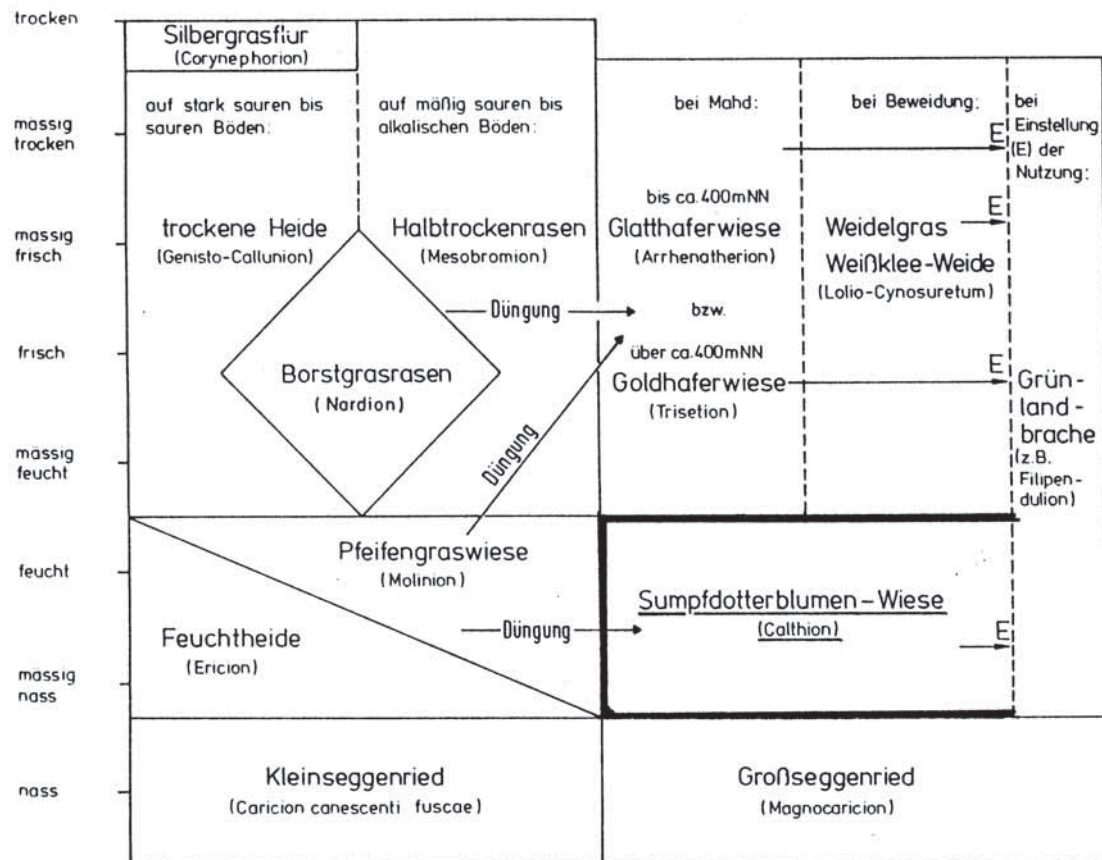 trocken
mässig
trocken
mässig
frisch
frisch
mässig
feucht
feucht
mässig
nass
nass
Silbergrasflur
(Corynephorion)
auf stark sauren bis
sauren Böden:
auf mäßig sauren bis
alkalischen Böden:
trockene Heide
(Genisto-Callunion)
Halbtrockenrasen
(Mesobromion)
Düngung
Borstgrasrasen
(Nardion)
Düngung
Pfeifengraswiese
(Molinion)
Düngung
Feuchtheide
(Ericion)
Kleinseggenried
(Caricion canescenti fuscae)
bei Mahd:
bis ca. 400mNN
Glatthaferwiese
(Arrhenatherion)
bzw.
über ca. 400mNN
Goldhaferwiese
(Trisetion)
bei Beweidung:
E
E
Weidelgras
Weißklee-Weide
(Lolio-Cynosuretum)
E
bei
Einstellung
(E) der
Nutzung:
Grün-
land-
brache
(z.B.
Filipen-
dulion)
Sumpfdotterblumen-Wiese
(Calthion)
E
Großseggenried
(Magnocaricion)